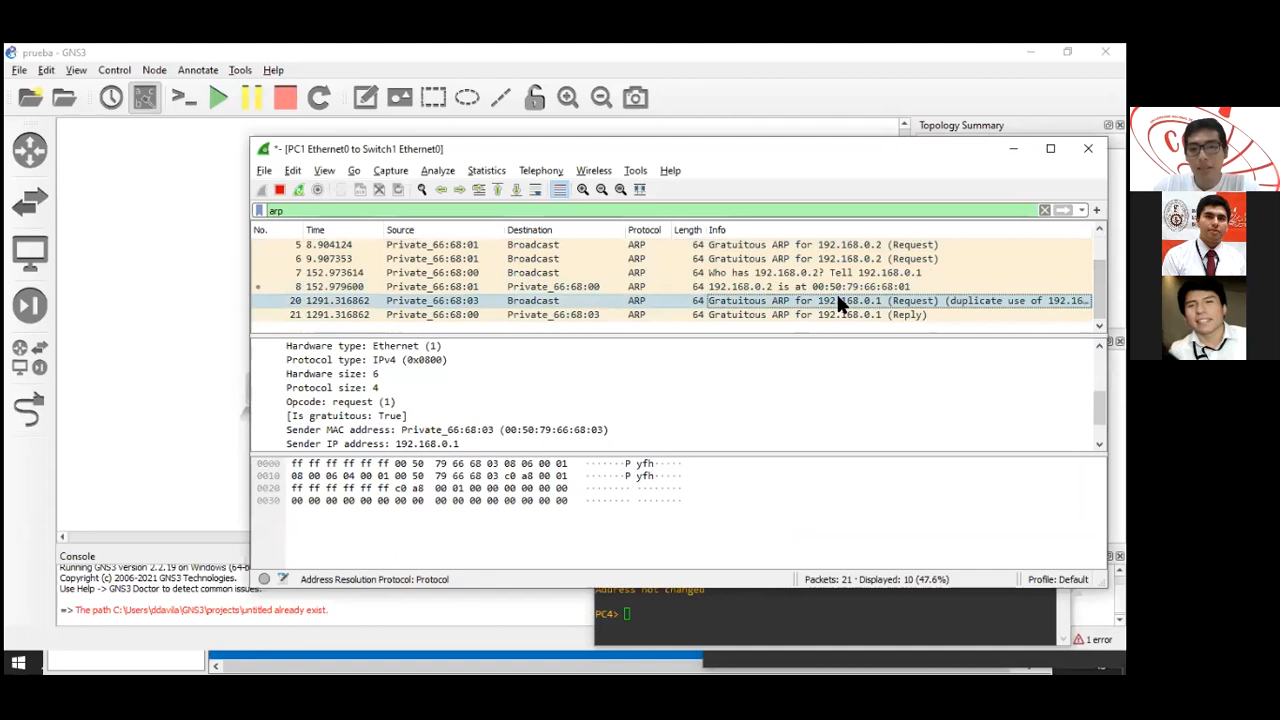 prueba - GNS3
File Edit View Control Node Annotate Tools Help
Topology Summary
*- [PC1 Ethernet0 to Switch1 Ethernet0]
File Edit View Go Capture Analyze Statistics Telephony Wireless Tools Help
arp
No. Time Source Destination Protocol Length Info
5 8.904124 Private_66:68:01 Broadcast ARP 64 Gratuitous ARP for 192.168.0.2 (Request)
6 9.907353 Private_66:68:01 Broadcast ARP 64 Gratuitous ARP for 192.168.0.2 (Request)
7 152.973614 Private_66:68:00 Broadcast ARP 64 Who has 192.168.0.2? Tell 192.168.0.1
8 152.979600 Private_66:68:01 Private_66:68:00 ARP 64 192.168.0.2 is at 00:50:79:66:68:01
20 1291.316862 Private_66:68:03 Broadcast ARP 64 Gratuitous ARP for 192.168.0.1 (Request) (duplicate use of 192.16…
21 1291.316862 Private_66:68:00 Private_66:68:03 ARP 64 Gratuitous ARP for 192.168.0.1 (Reply)
Hardware type: Ethernet (1)
Protocol type: IPv4 (0x0800)
Hardware size: 6
Protocol size: 4
Opcode: request (1)
[Is gratuitous: True]
Sender MAC address: Private_66:68:03 (00:50:79:66:68:03)
Sender IP address: 192.168.0.1
0000 ff ff ff ff ff ff 00 50 79 66 68 03 08 06 00 01 ·······P yfh·····
0010 08 00 06 04 00 01 00 50 79 66 68 03 c0 a8 00 01 ·······P yfh·····
0020 ff ff ff ff ff ff c0 a8 00 01 00 00 00 00 00 00 ········ ········
0030 00 00 00 00 00 00 00 00 00 00 00 00 00 00 00 00 ········ ········
Console
Running GNS3 version 2.2.19 on Windows (64-b
Copyright (c) 2006-2021 GNS3 Technologies.
Use Help -> GNS3 Doctor to detect common issues.
=> The path C:\Users\ddavila\GNS3\projects\untitled already exist.
Address Resolution Protocol: Protocol
Packets: 21 · Displayed: 10 (47.6%)
Profile: Default
Address not changed
PC4>
1 error